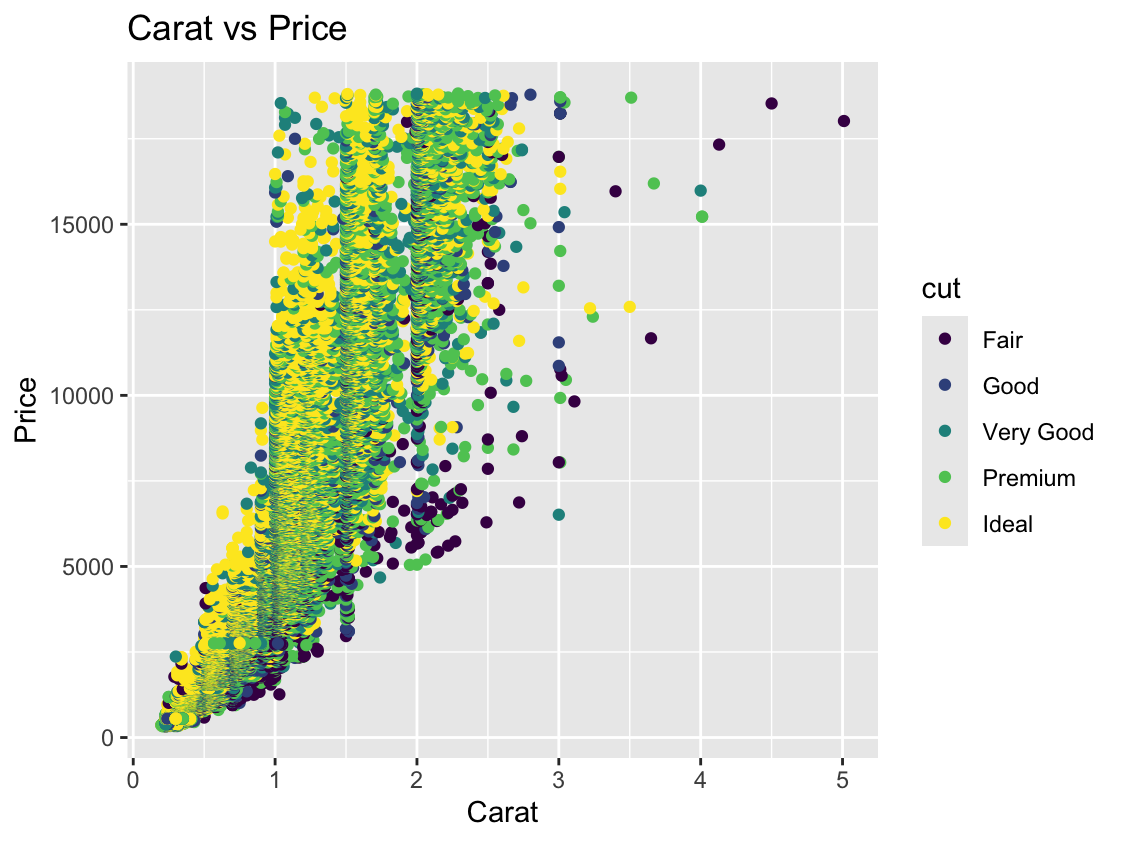 Carat vs Price
Price
15000
10000
5000
0
0 1 2 3 4 5
Carat
cut
Fair
Good
Very Good
Premium
Ideal